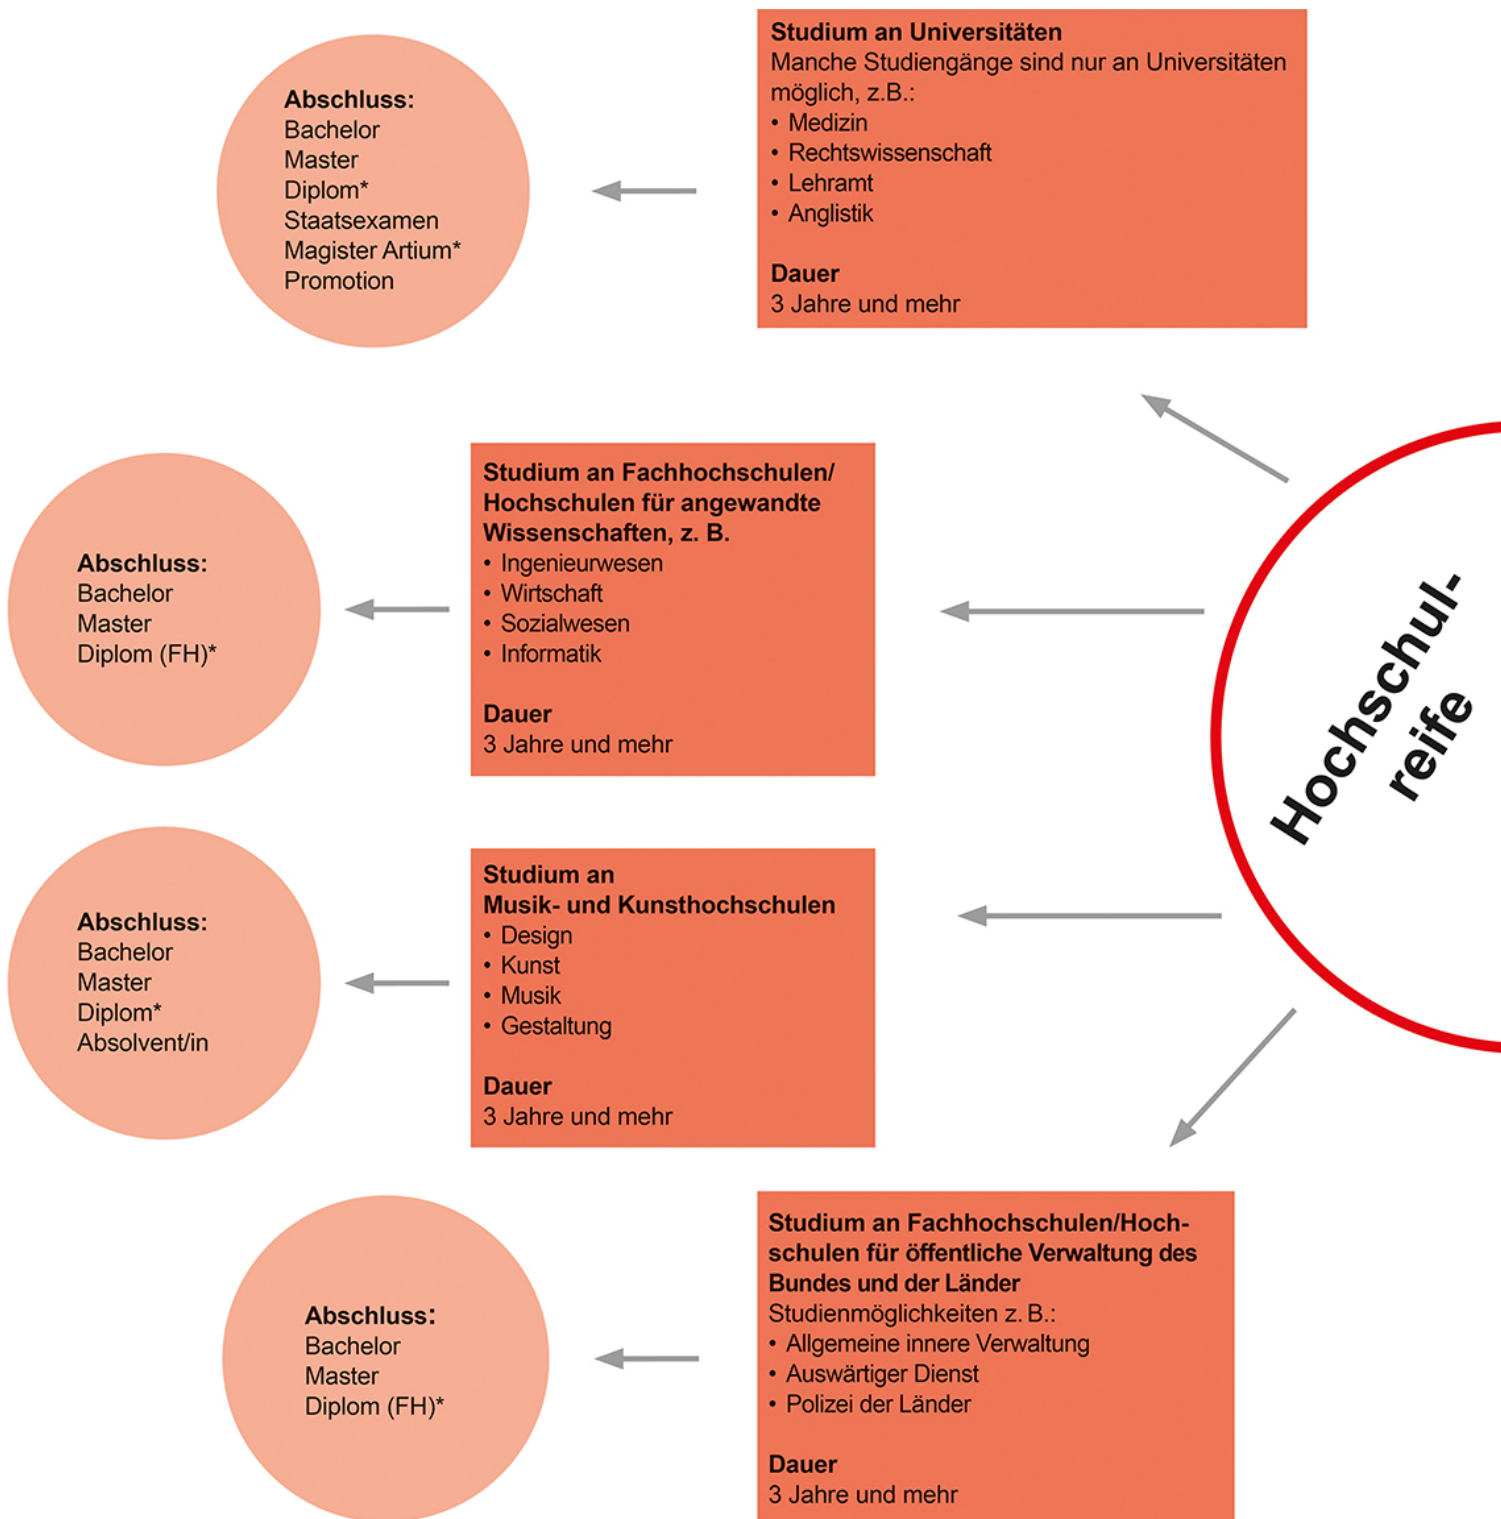 Studium an Universitäten
Manche Studiengänge sind nur an Universitäten
möglich, z.B.:
• Medizin
• Rechtswissenschaft
• Lehramt
• Anglistik
Dauer
3 Jahre und mehr
Abschluss:
Bachelor
Master
Diplom*
Staatsexamen
Magister Artium*
Promotion
Hochschul-
reife
Studium an Fachhochschulen/
Hochschulen für angewandte
Wissenschaften, z. B.
• Ingenieurwesen
• Wirtschaft
• Sozialwesen
• Informatik
Dauer
3 Jahre und mehr
Abschluss:
Bachelor
Master
Diplom (FH)*
Studium an
Musik- und Kunsthochschulen
• Design
• Kunst
• Musik
• Gestaltung
Dauer
3 Jahre und mehr
Abschluss:
Bachelor
Master
Diplom*
Absolvent/in
Studium an Fachhochschulen/Hoch-
schulen für öffentliche Verwaltung des
Bundes und der Länder
Studienmöglichkeiten z. B.:
• Allgemeine innere Verwaltung
• Auswärtiger Dienst
• Polizei der Länder
Dauer
3 Jahre und mehr
Abschluss:
Bachelor
Master
Diplom (FH)*